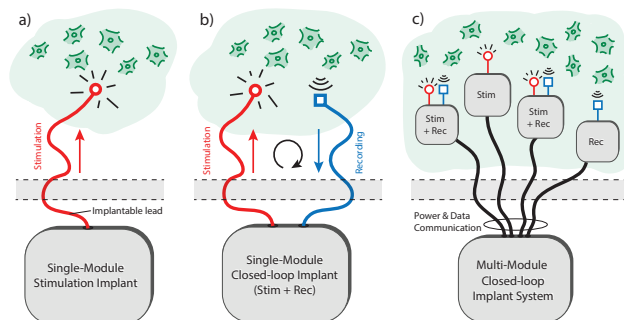 a)
Stimulation
Implantable lead
Single-Module
Stimulation Implant
b)
Stimulation
Recording
Single-Module
Closed-loop Implant
(Stim + Rec)
c)
Stim
+ Rec
Stim
Stim
+ Rec
Rec
Power & Data
Communication
Multi-Module
Closed-loop
Implant System